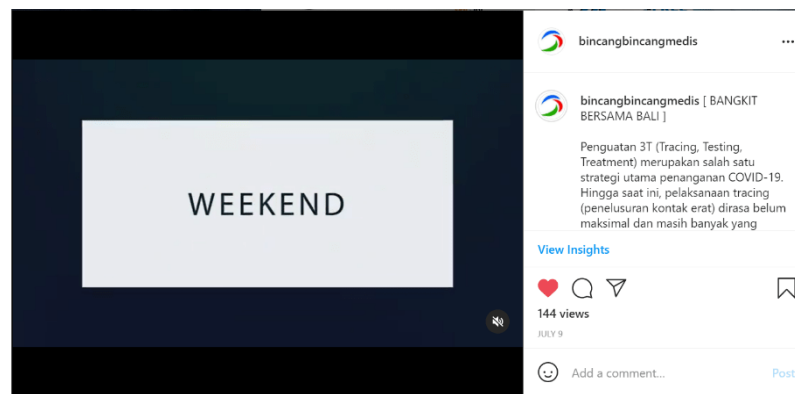 WEEKEND
bincangbincangmedis
bincangbincangmedis [ BANGKIT
BERSAMA BALI ]
Penguatan 3T (Tracing, Testing,
Treatment) merupakan salah satu
strategi utama penanganan COVID-19.
Hingga saat ini, pelaksanaan tracing
(penelusuran kontak erat) dirasa belum
maksimal dan masih banyak yang
View Insights
144 views
JULY 9
Add a comment...
Post